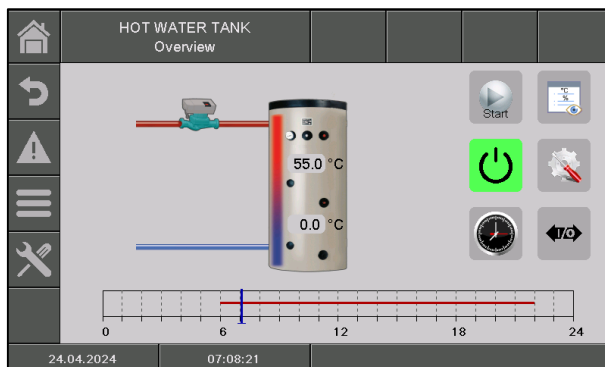 HOT WATER TANK
Overview
Start
°C
%
55.0 °C
0.0 °C
I/O
0 6 12 18 24
24.04.2024 07:08:21